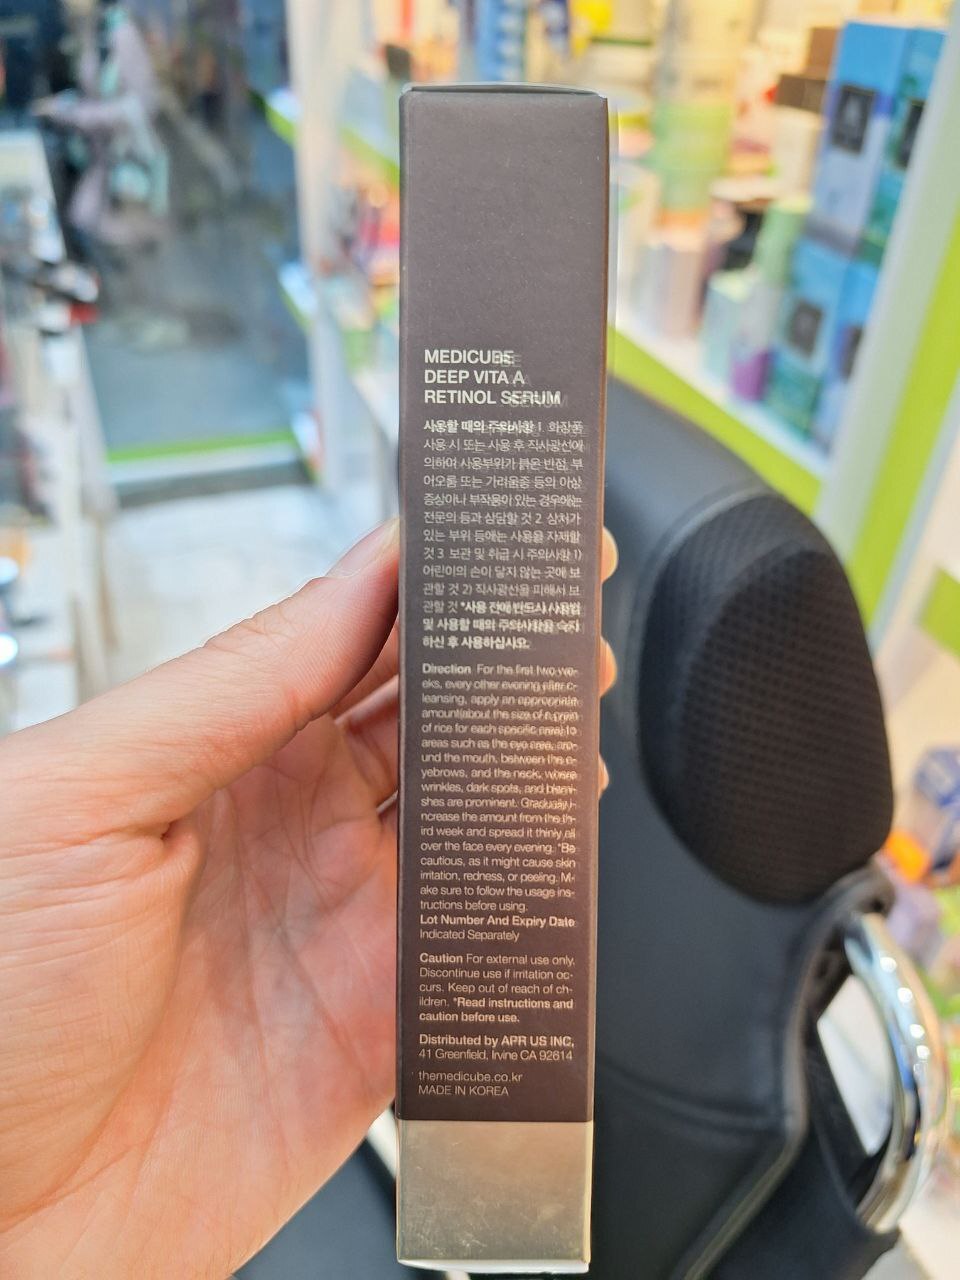 MEDICUBE
DEEP VITA A
RETINOL SERUM
사용할 때의 주의사항 1. 화장품
사용 시 또는 사용 후 직사광선에
의하여 사용부위가 붉은 반점, 부
어오름 또는 가려움증 등의 이상
증상이나 부작용이 있는 경우에는
전문의 등과 상담할 것 2. 상처가
있는 부위 등에는 사용을 자제할
것 3. 보관 및 취급 시 주의사항 1)
어린이의 손이 닿지 않는 곳에 보
관할 것 2) 직사광선을 피해서 보
관할 것 *사용 전에 반드시 사용법
및 사용할 때의 주의사항을 숙지
하신 후 사용하십시오.
Direction For the first two we-
eks, every other evening after c-
leansing, apply an appropriate
amount(about the size of a grain
of rice for each specific area) to
areas such as the eye area, aro-
und the mouth, between the e-
yebrows, and the neck, where
wrinkles, dark spots, and blemi-
shes are prominent. Gradually i-
ncrease the amount from the th-
ird week and spread it thinly all
over the face every evening. *Be
cautious, as it might cause skin
irritation, redness, or peeling. M-
ake sure to follow the usage ins-
tructions before using.
Lot Number And Expiry Date
Indicated Separately
Caution For external use only.
Discontinue use if irritation oc-
curs. Keep out of reach of ch-
ildren. *Read instructions and
caution before use.
Distributed by APR US INC,
41 Greenfield, Irvine CA 92614
themedicube.co.kr
MADE IN KOREA